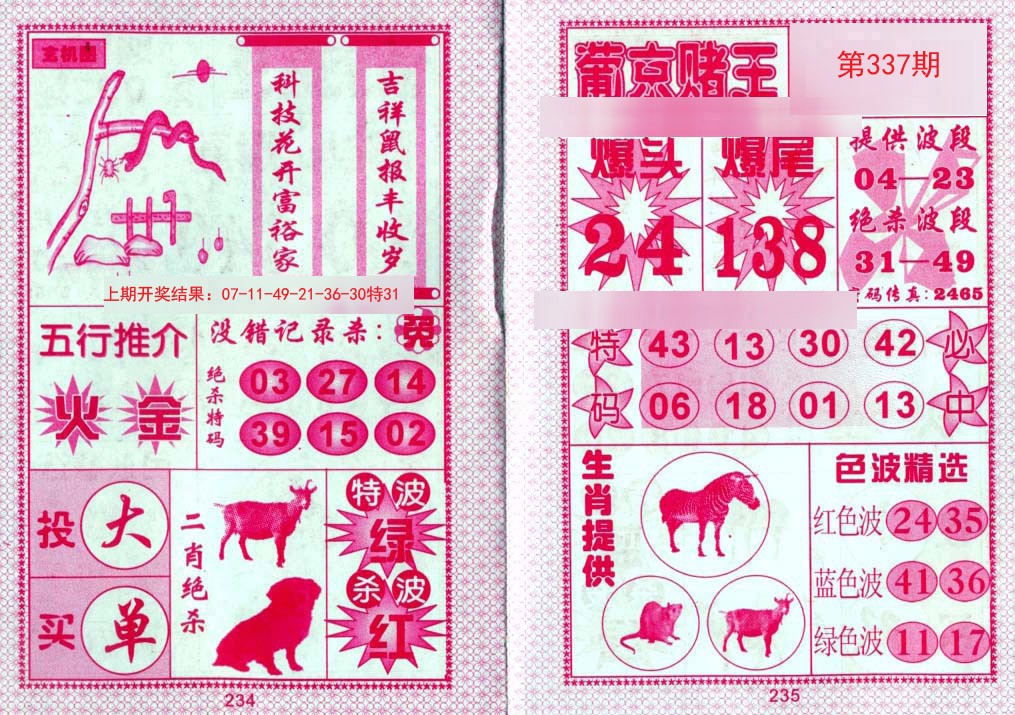 玄机图
科技花开富裕家
吉祥鼠报丰收岁
上期开奖结果：07-11-49-21-36-30特31
五行推介
火 金
没错记录杀：兔
绝杀特码
03 27 14
39 15 02
投 大
买 单
二肖绝杀
特波
绿
杀波
红
234
葡京赌王
第337期
爆头
24
爆尾
138
提供波段
04—23
绝杀波段
31—49
密码传真：2465
特码
43 13 30 42
06 18 01 13
必中
生肖提供
色波精选
红色波 24 35
蓝色波 41 36
绿色波 11 17
235